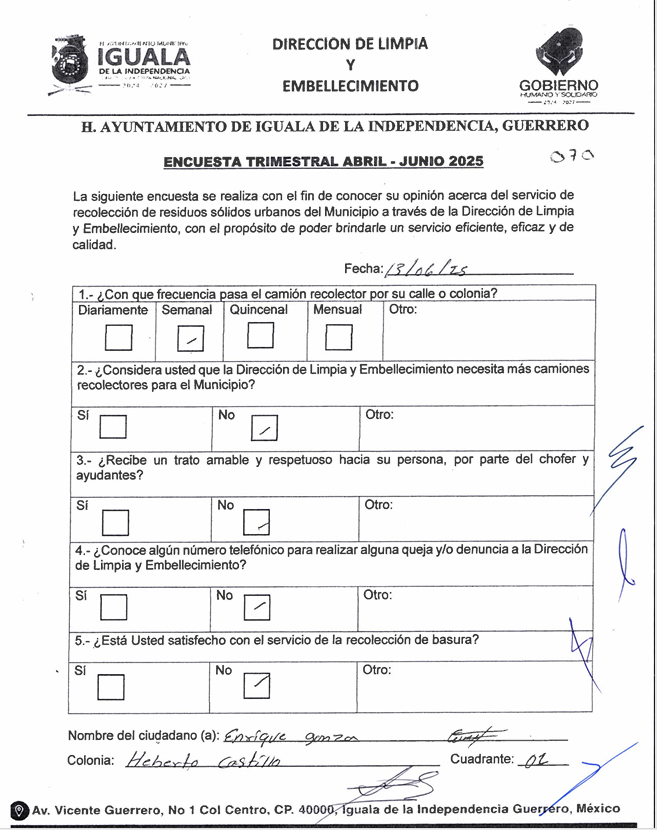 H. AYUNTAMIENTO MUNICIPAL
IGUALA
DE LA INDEPENDENCIA
2024 2027
DIRECCION DE LIMPIA
Y
EMBELLECIMIENTO
GOBIERNO
HUMANO Y SOLIDARIO
2024 2027
H. AYUNTAMIENTO DE IGUALA DE LA INDEPENDENCIA, GUERRERO
ENCUESTA TRIMESTRAL ABRIL - JUNIO 2025
070
La siguiente encuesta se realiza con el fin de conocer su opinión acerca del servicio de
recolección de residuos sólidos urbanos del Municipio a través de la Dirección de Limpia
y Embellecimiento, con el propósito de poder brindarle un servicio eficiente, eficaz y de
calidad.
Fecha: 13/06/25
1.- ¿Con que frecuencia pasa el camión recolector por su calle o colonia?
Diariamente Semanal Quincenal Mensual Otro:
2.- ¿Considera usted que la Dirección de Limpia y Embellecimiento necesita más camiones
recolectores para el Municipio?
Sí No Otro:
3.- ¿Recibe un trato amable y respetuoso hacia su persona, por parte del chofer y
ayudantes?
Sí No Otro:
4.- ¿Conoce algún número telefónico para realizar alguna queja y/o denuncia a la Dirección
de Limpia y Embellecimiento?
Sí No Otro:
5.- ¿Está Usted satisfecho con el servicio de la recolección de basura?
Sí No Otro:
Nombre del ciudadano (a): Enrique
Colonia: Heberto Castillo Cuadrante: 02
Av. Vicente Guerrero, No 1 Col Centro, CP. 40000, Iguala de la Independencia Guerrero, México